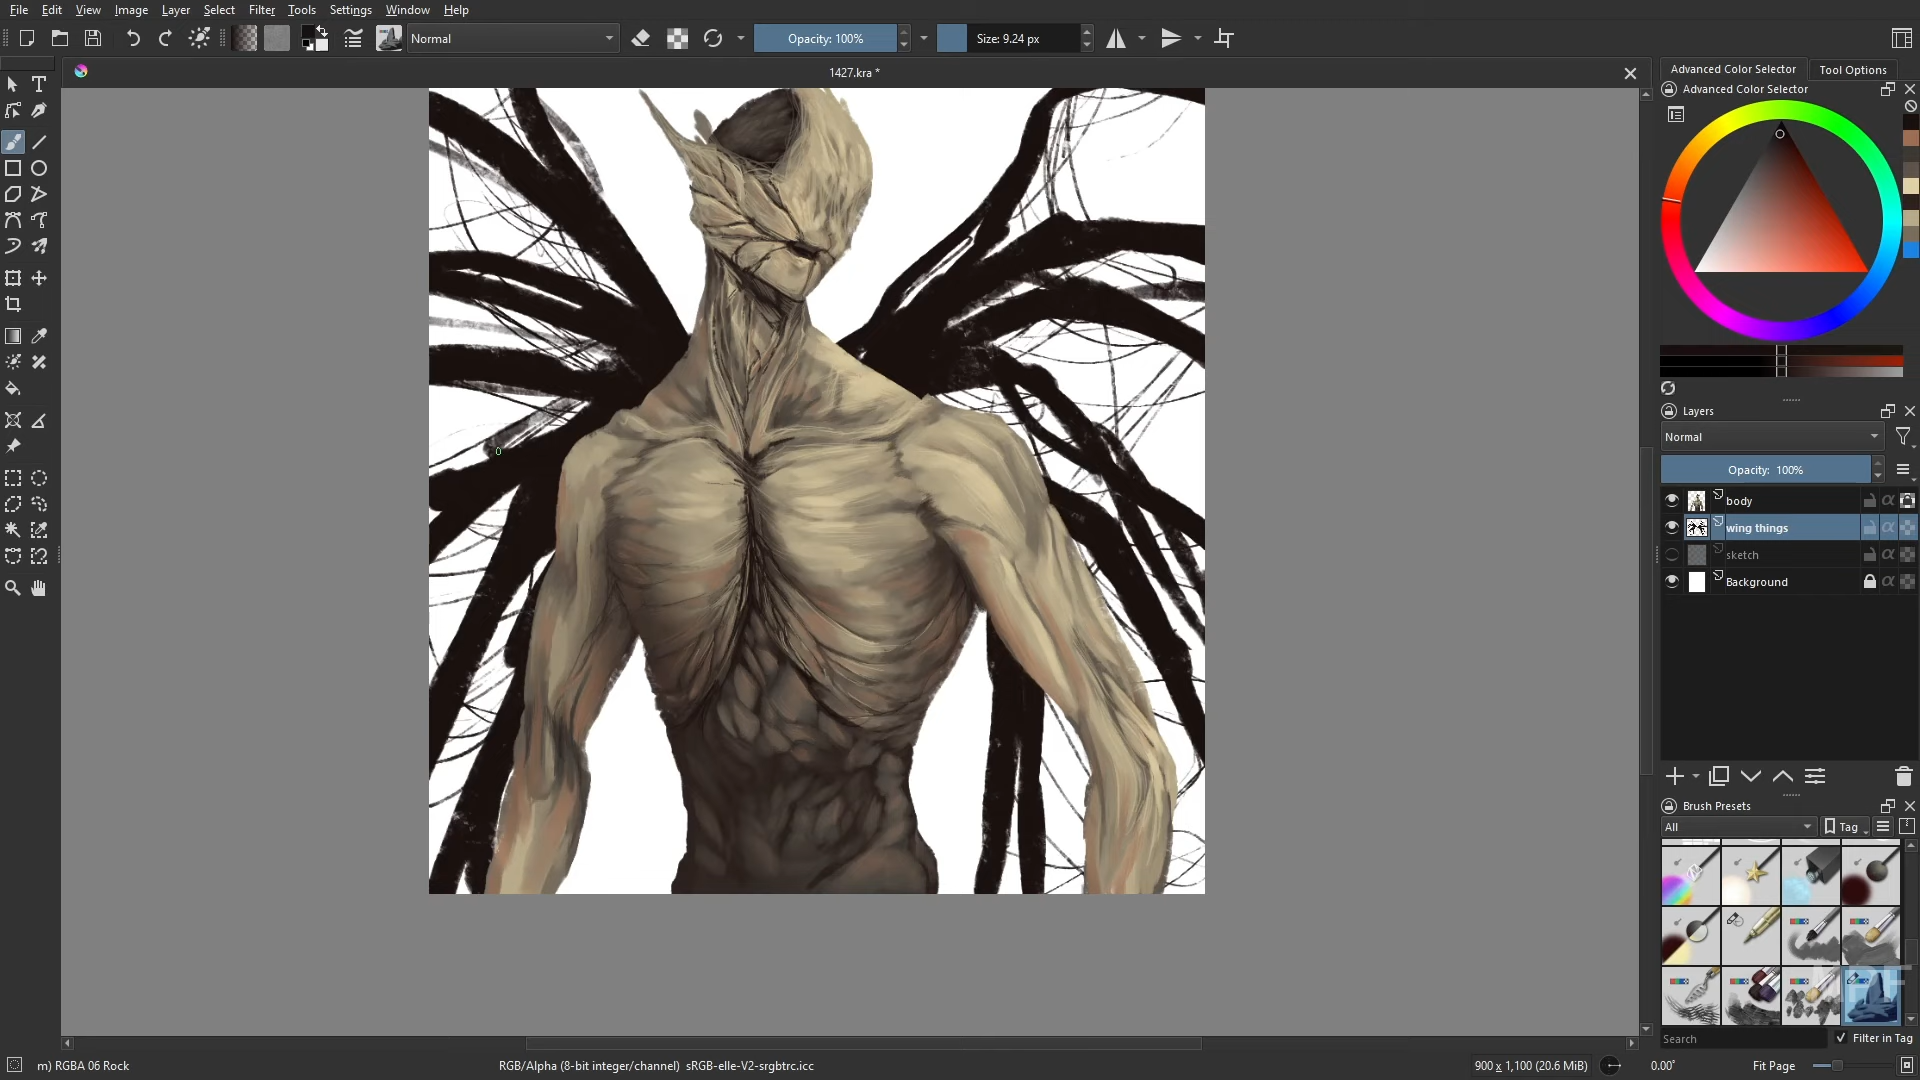 File Edit View Image Layer Select Filter Tools Settings Window Help
Normal Opacity: 100% Size: 9.24 px
1427.kra *
Advanced Color Selector Tool Options
Advanced Color Selector
Layers
Normal
Opacity: 100%
body
wing things
sketch
Background
Brush Presets
All Tag
Search Filter in Tag
m) RGBA 06 Rock RGB/Alpha (8-bit integer/channel) sRGB-elle-V2-srgbtrc.icc 900 x 1,100 (20.6 MiB) 0.00° Fit Page